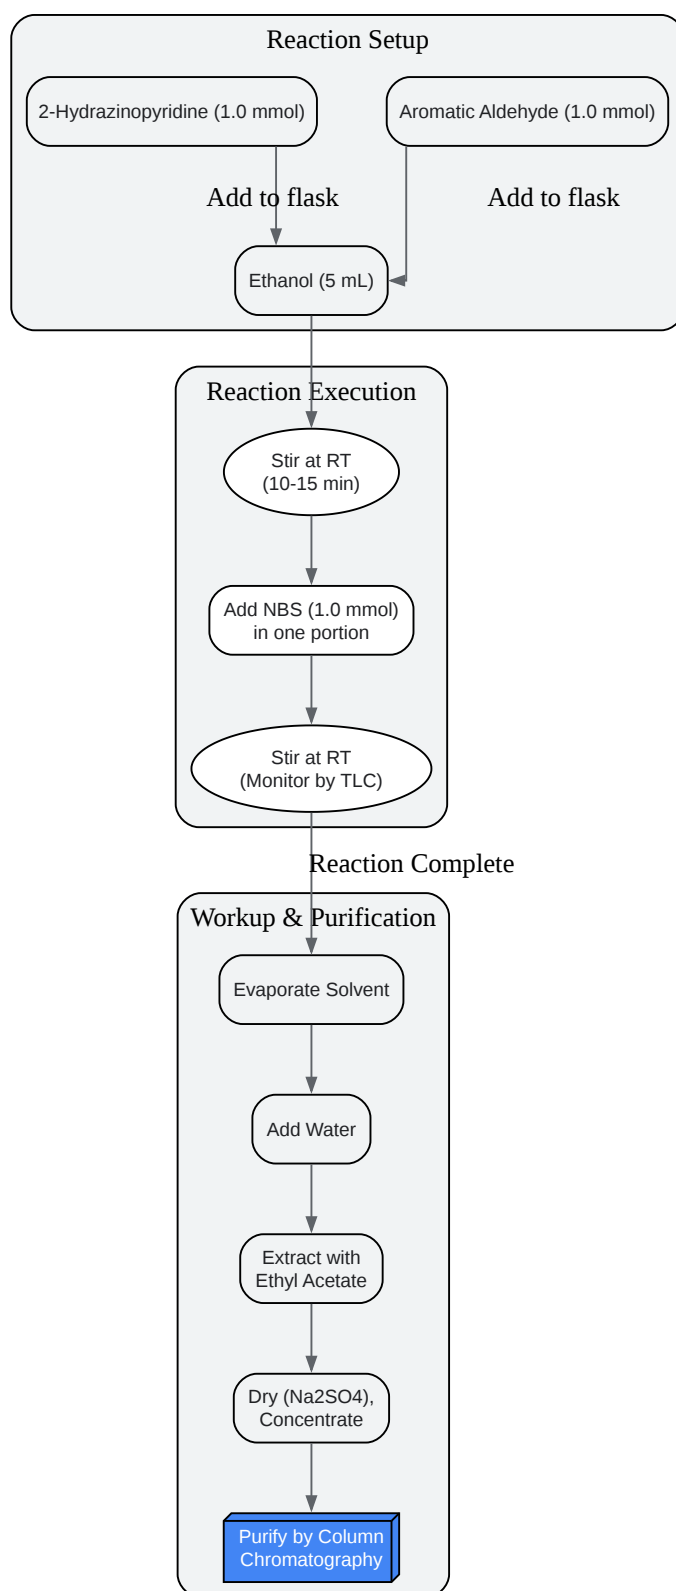 Reaction Setup
2-Hydrazinopyridine (1.0 mmol)
Aromatic Aldehyde (1.0 mmol)
Add to flask
Add to flask
Ethanol (5 mL)
Reaction Execution
Stir at RT
(10-15 min)
Add NBS (1.0 mmol)
in one portion
Stir at RT
(Monitor by TLC)
Reaction Complete
Workup & Purification
Evaporate Solvent
Add Water
Extract with
Ethyl Acetate
Dry (Na2SO4),
Concentrate
Purify by Column
Chromatography